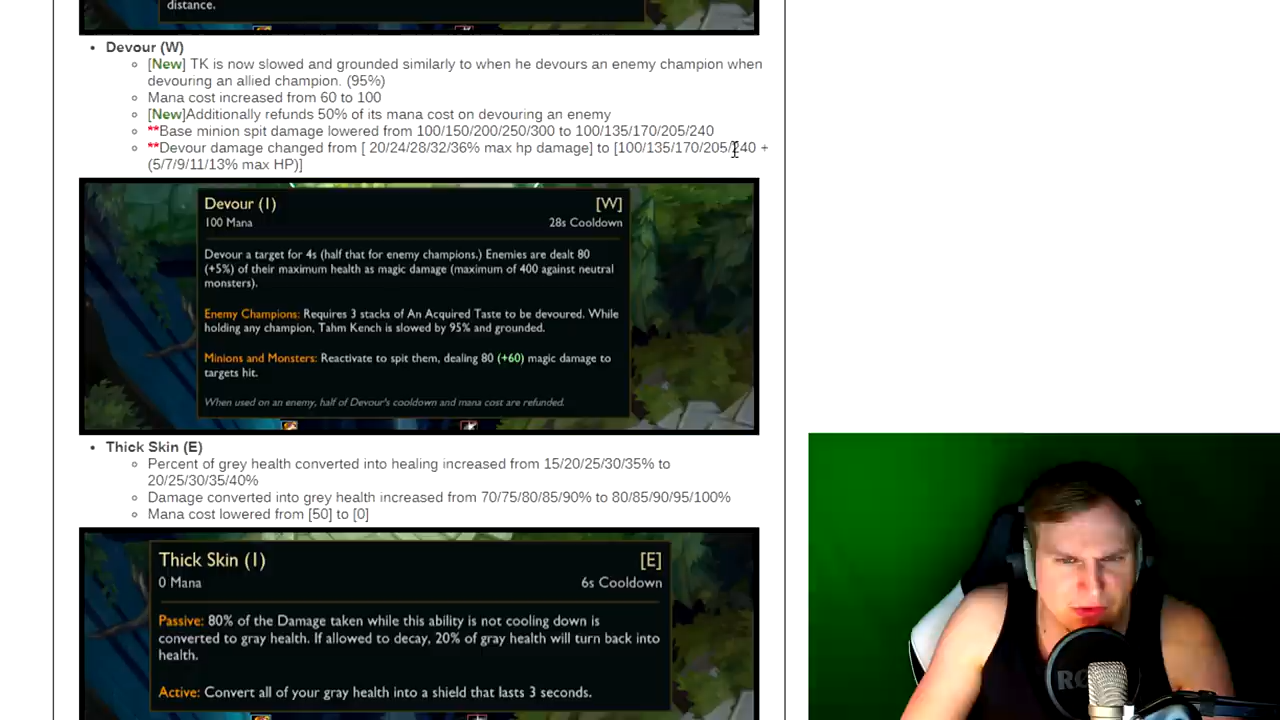 distance.
Devour (W)
[New] TK is now slowed and grounded similarly to when he devours an enemy champion when
devouring an allied champion. (95%)
Mana cost increased from 60 to 100
[New]Additionally refunds 50% of its mana cost on devouring an enemy
**Base minion spit damage lowered from 100/150/200/250/300 to 100/135/170/205/240
**Devour damage changed from [ 20/24/28/32/36% max hp damage] to [100/135/170/205/240 +
(5/7/9/11/13% max HP)]
Devour (1) [W]
100 Mana 28s Cooldown
Devour a target for 4s (half that for enemy champions.) Enemies are dealt 80
(+5%) of their maximum health as magic damage (maximum of 400 against neutral
monsters).
Enemy Champions: Requires 3 stacks of An Acquired Taste to be devoured. While
holding any champion, Tahm Kench is slowed by 95% and grounded.
Minions and Monsters: Reactivate to spit them, dealing 80 (+60) magic damage to
targets hit.
When used on an enemy, half of Devour's cooldown and mana cost are refunded.
Thick Skin (E)
Percent of grey health converted into healing increased from 15/20/25/30/35% to
20/25/30/35/40%
Damage converted into grey health increased from 70/75/80/85/90% to 80/85/90/95/100%
Mana cost lowered from [50] to [0]
Thick Skin (1) [E]
0 Mana 6s Cooldown
Passive: 80% of the Damage taken while this ability is not cooling down is
converted to gray health. If allowed to decay, 20% of gray health will turn back into
health.
Active: Convert all of your gray health into a shield that lasts 3 seconds.